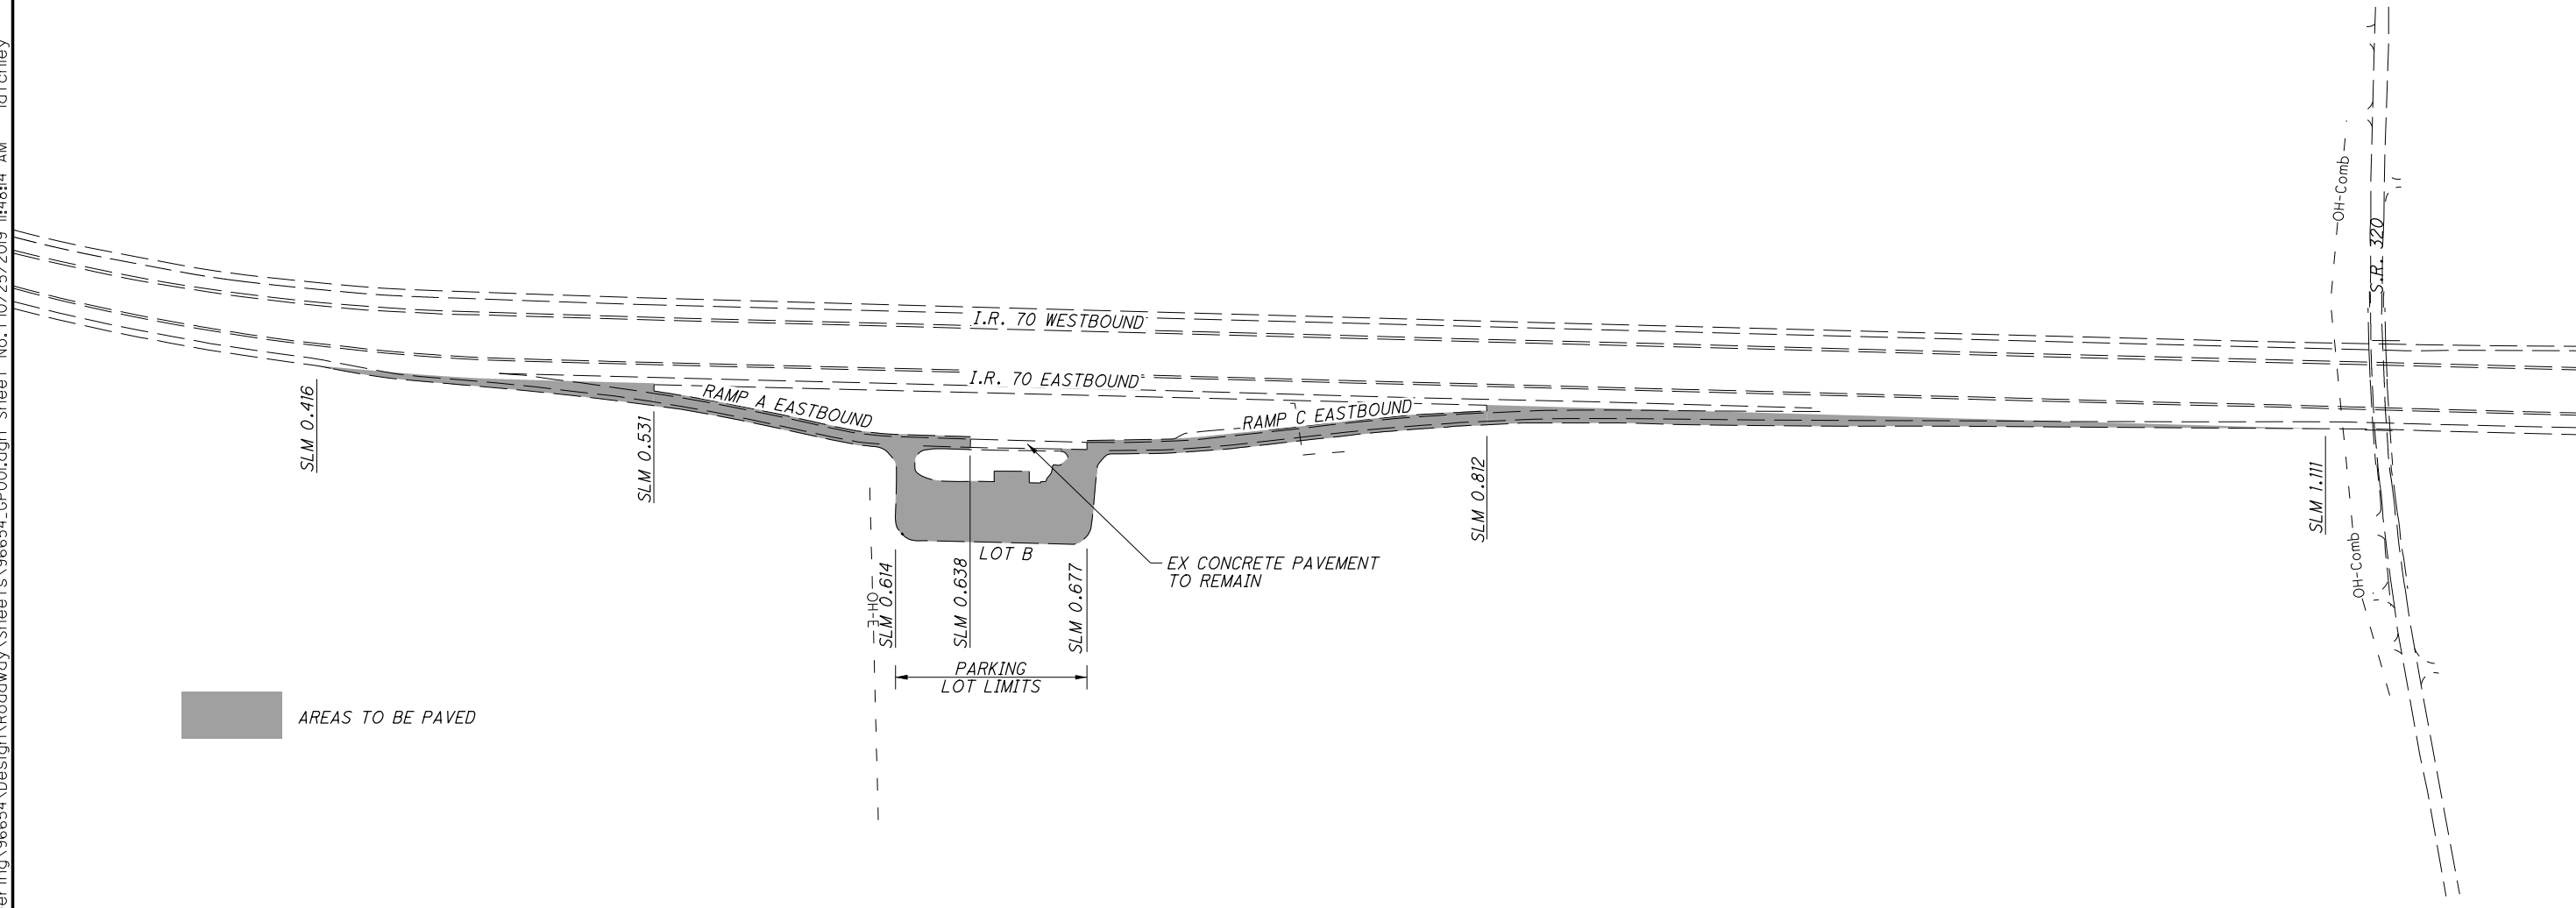 OH-Comb
S.R. 320
I.R. 70 WESTBOUND
I.R. 70 EASTBOUND
RAMP A EASTBOUND
RAMP C EASTBOUND
SLM 0.416
SLM 0.531
SLM 0.812
SLM 1.111
LOT B
EX CONCRETE PAVEMENT
TO REMAIN
OH-E
SLM 0.614
SLM 0.638
SLM 0.677
OH-Comb
PARKING
LOT LIMITS
AREAS TO BE PAVED